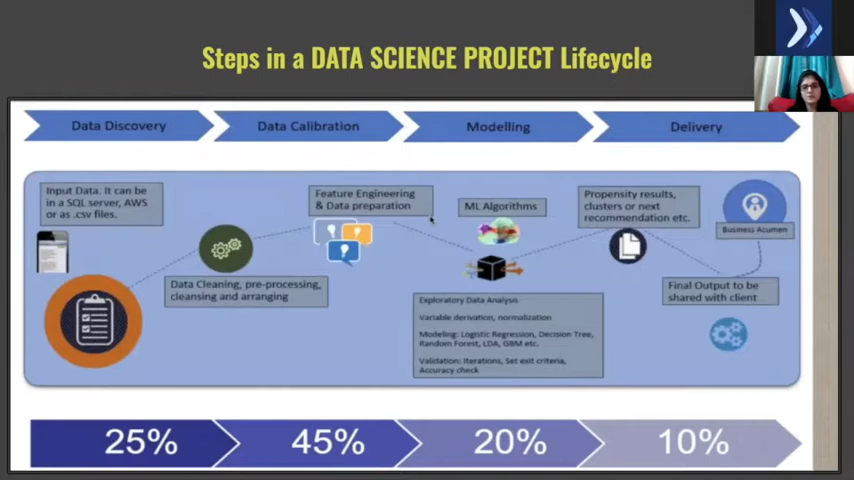 Steps in a DATA SCIENCE PROJECT Lifecycle
Data Discovery
Data Calibration
Modelling
Delivery
Input Data. It can be
in a SQL server, AWS
or as .csv files.
Data Cleaning, pre-processing,
cleansing and arranging
Feature Engineering
& Data preparation
ML Algorithms
Exploratory Data Analysis
Variable derivation, normalization
Modeling: Logistic Regression, Decision Tree,
Random Forest, LDA, GBM etc.
Validation: Iterations, Set exit criteria,
Accuracy check
Propensity results,
clusters or next
recommendation etc.
Business Acumen
Final Output to be
shared with client
25%
45%
20%
10%